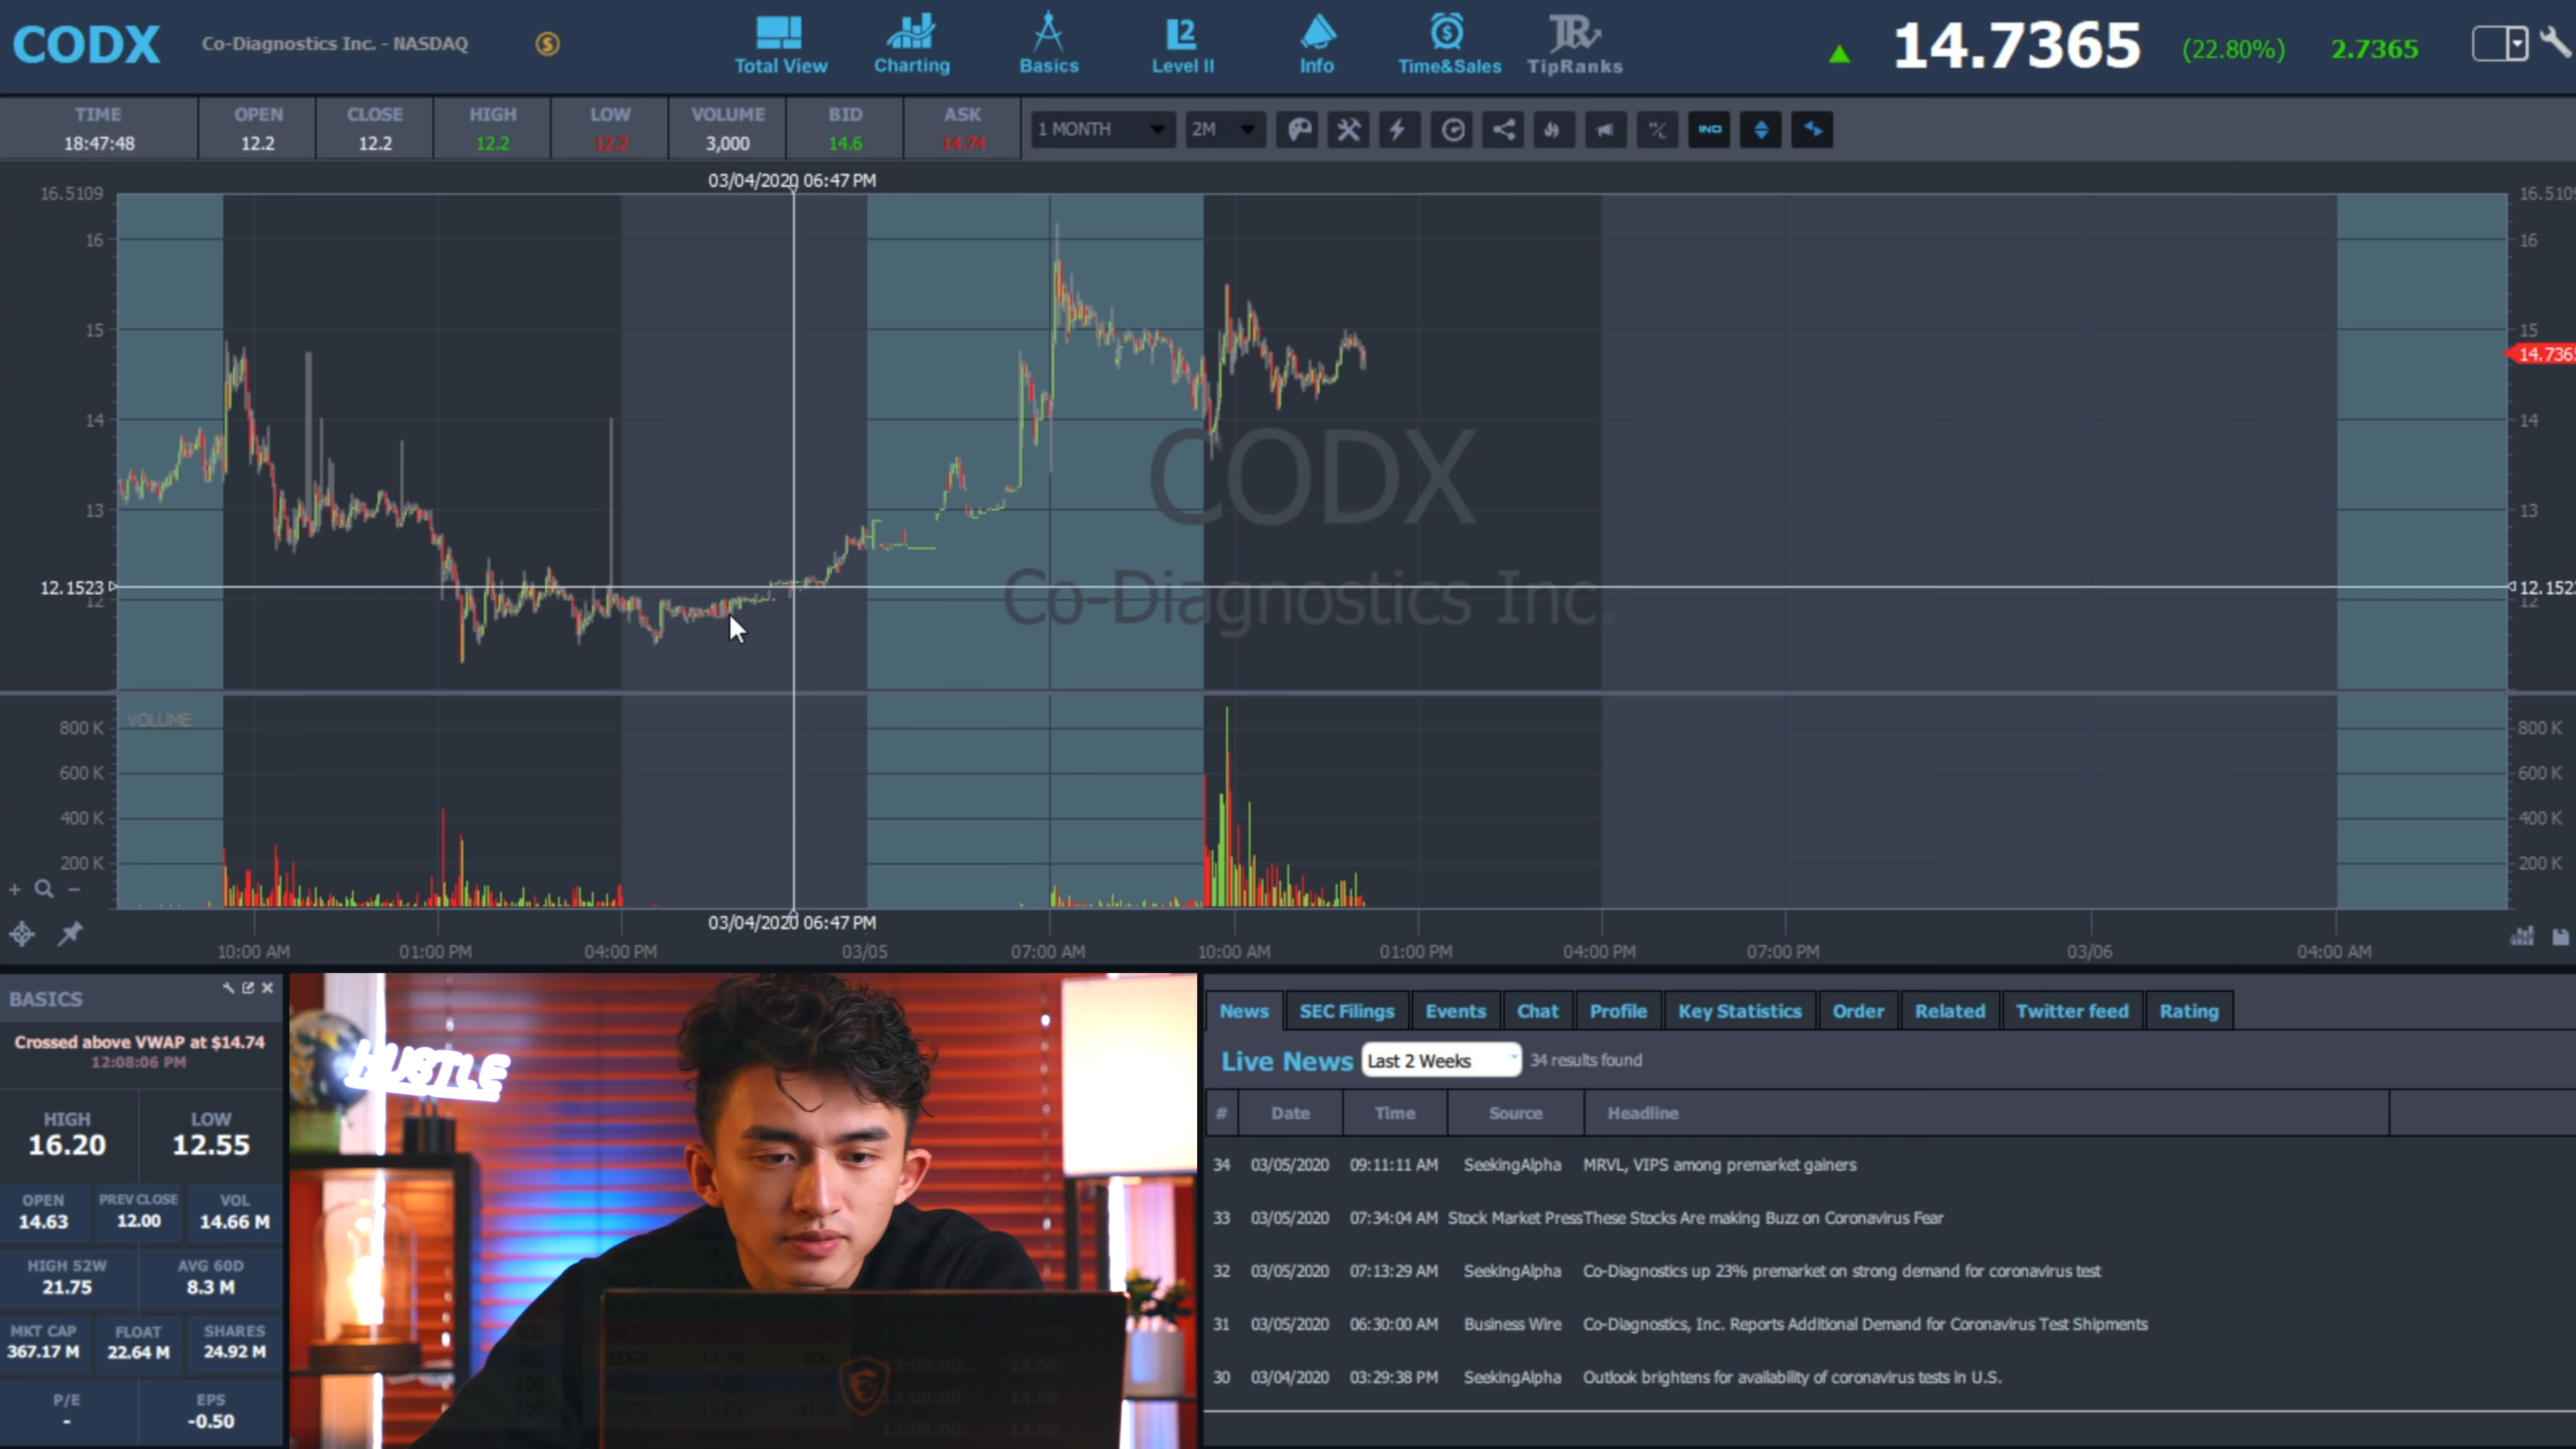 CODX
Co-Diagnostics Inc. - NASDAQ
Total View
Charting
Basics
L2
Level II
Info
Time&Sales
TipRanks
14.7365
(22.80%)
2.7365
TIME OPEN CLOSE HIGH LOW VOLUME BID ASK
18:47:48 12.2 12.2 12.2 12.2 3,000 14.6 14.74
1 MONTH
2M
IND
03/04/2020 06:47 PM
16.5109
16 16
15 15
14.736
14 14
13 13
12.1523
12 12
CODX
Co-Diagnostics Inc.
VOLUME
800 K 800 K
600 K 600 K
400 K 400 K
200 K 200 K
03/04/2020 06:47 PM
10:00 AM 01:00 PM 04:00 PM 03/05 07:00 AM 10:00 AM 01:00 PM 04:00 PM 07:00 PM 03/06 04:00 AM
BASICS
Crossed above VWAP at $14.74
12:08:06 PM
HIGH LOW
16.20 12.55
OPEN PREV CLOSE VOL
14.63 12.00 14.66 M
HIGH 52W AVG 60D
21.75 8.3 M
MKT CAP FLOAT SHARES
367.17 M 22.64 M 24.92 M
P/E EPS
- -0.50
HUSTLE
News SEC Filings Events Chat Profile Key Statistics Order Related Twitter feed Rating
Live News Last 2 Weeks 34 results found
# Date Time Source Headline
34 03/05/2020 09:11:11 AM SeekingAlpha MRVL, VIPS among premarket gainers
33 03/05/2020 07:34:04 AM Stock Market Press These Stocks Are making Buzz on Coronavirus Fear
32 03/05/2020 07:13:29 AM SeekingAlpha Co-Diagnostics up 23% premarket on strong demand for coronavirus test
31 03/05/2020 06:30:00 AM Business Wire Co-Diagnostics, Inc. Reports Additional Demand for Coronavirus Test Shipments
30 03/04/2020 03:29:38 PM SeekingAlpha Outlook brightens for availability of coronavirus tests in U.S.